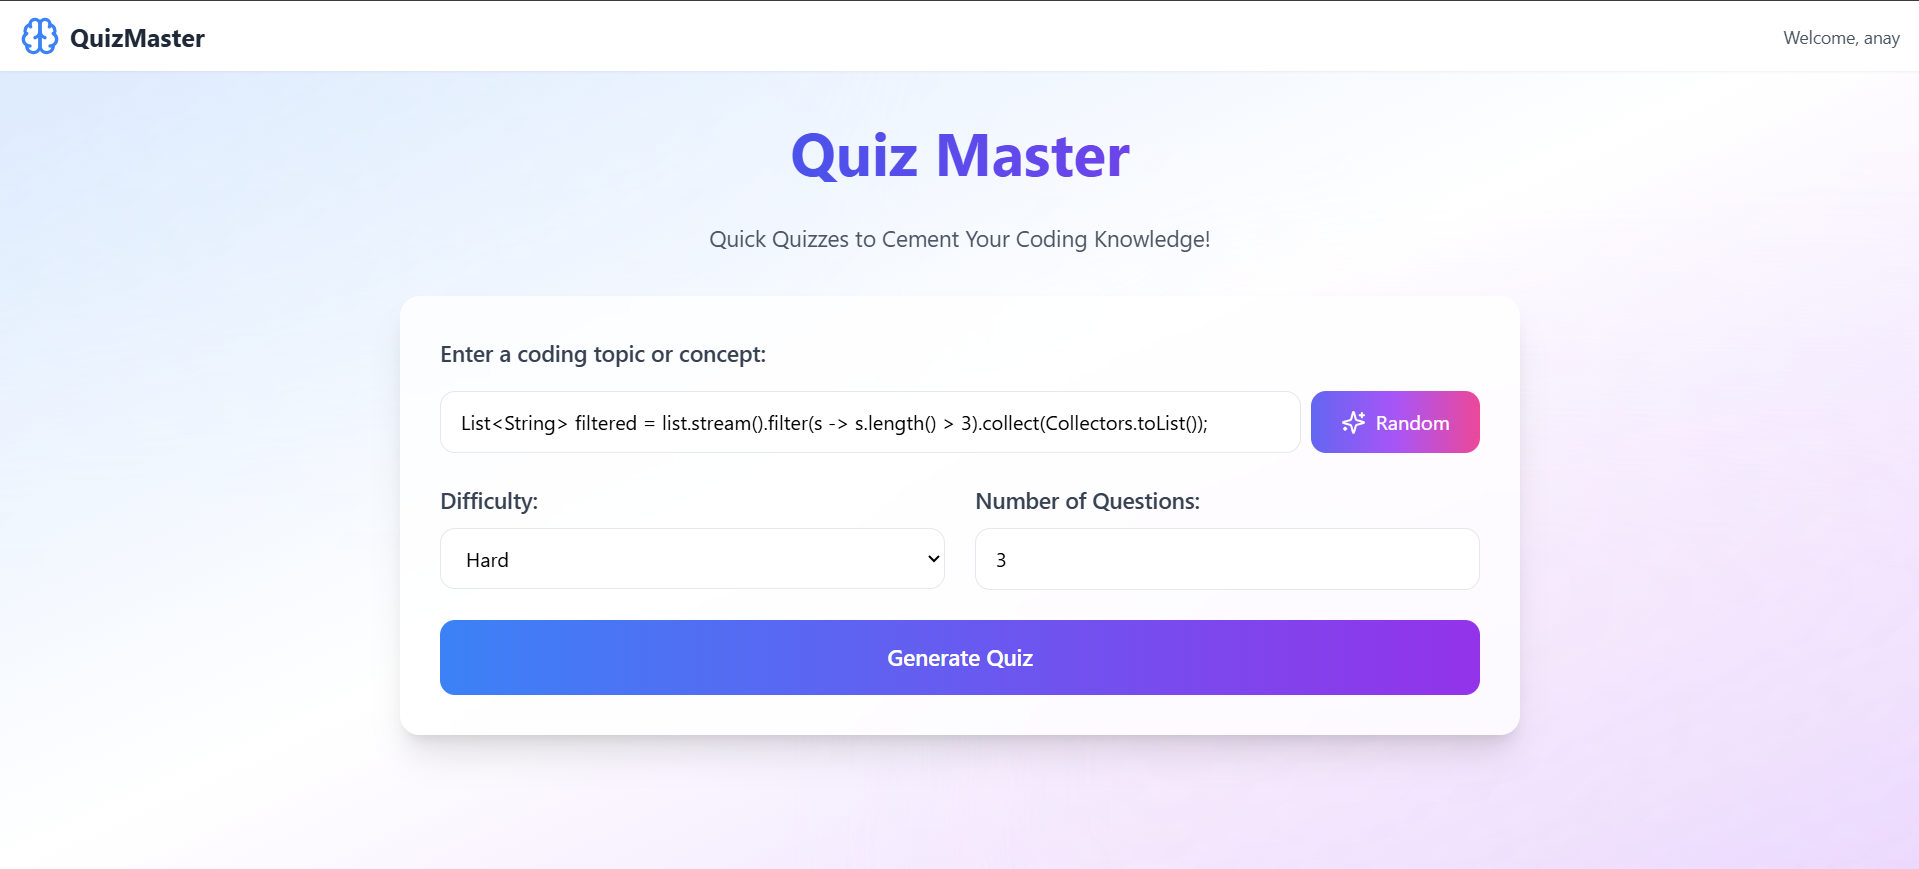 QuizMaster
Welcome, anay
Quiz Master
Quick Quizzes to Cement Your Coding Knowledge!
Enter a coding topic or concept:
List<String> filtered = list.stream().filter(s -> s.length() > 3).collect(Collectors.toList());
Random
Difficulty:
Number of Questions:
Hard
3
Generate Quiz